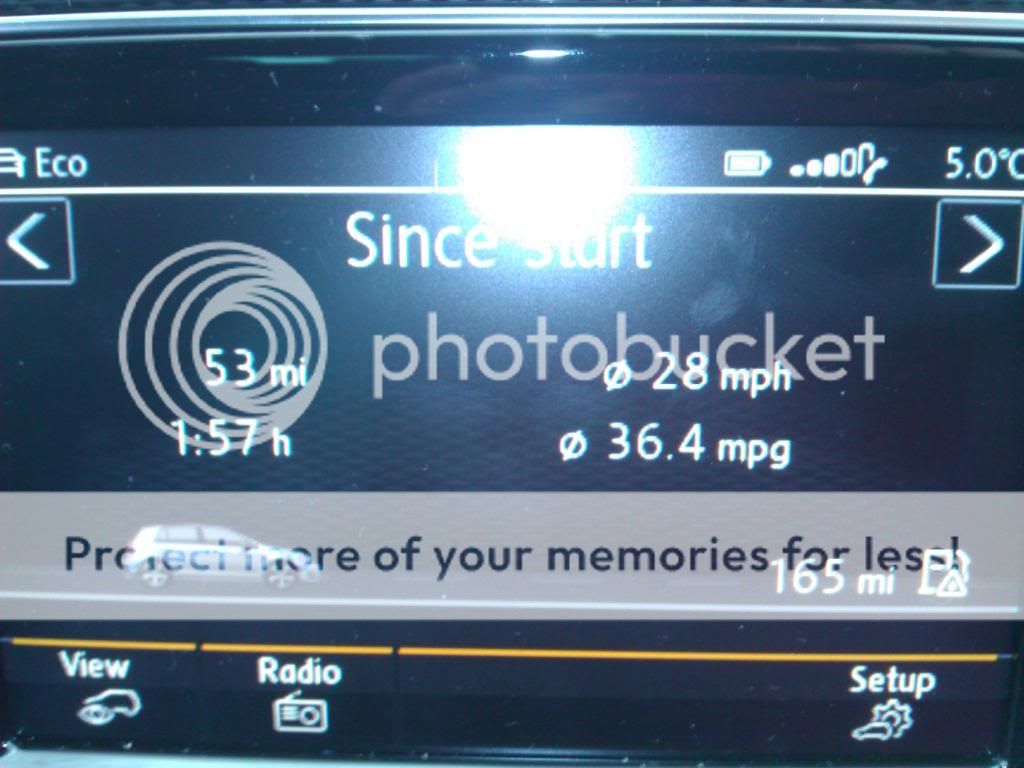 Eco 5.0°C
Since start
photobucket
53 mi ø 28 mph
1:57 h ø 36.4 mpg
Protect more of your memories for less!
165 mi
View Radio Setup